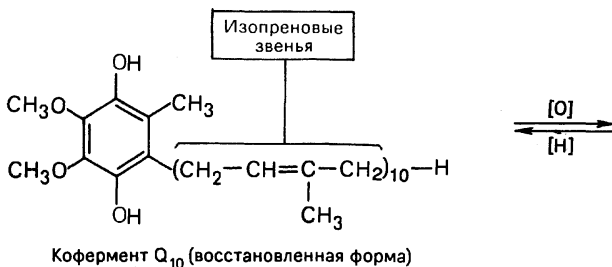 Изопреновые
звенья
OH
CH₃O
CH₃
CH₃O
(CH₂—CH=C—CH₂)₁₀—H
CH₃
OH
[O]
[H]
Кофермент Q₁₀ (восстановленная форма)